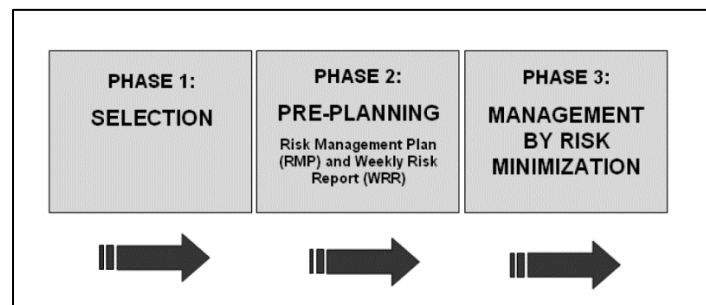 PHASE 1:
SELECTION
PHASE 2:
PRE-PLANNING
Risk Management Plan
(RMP) and Weekly Risk
Report (WRR)
PHASE 3:
MANAGEMENT
BY RISK
MINIMIZATION